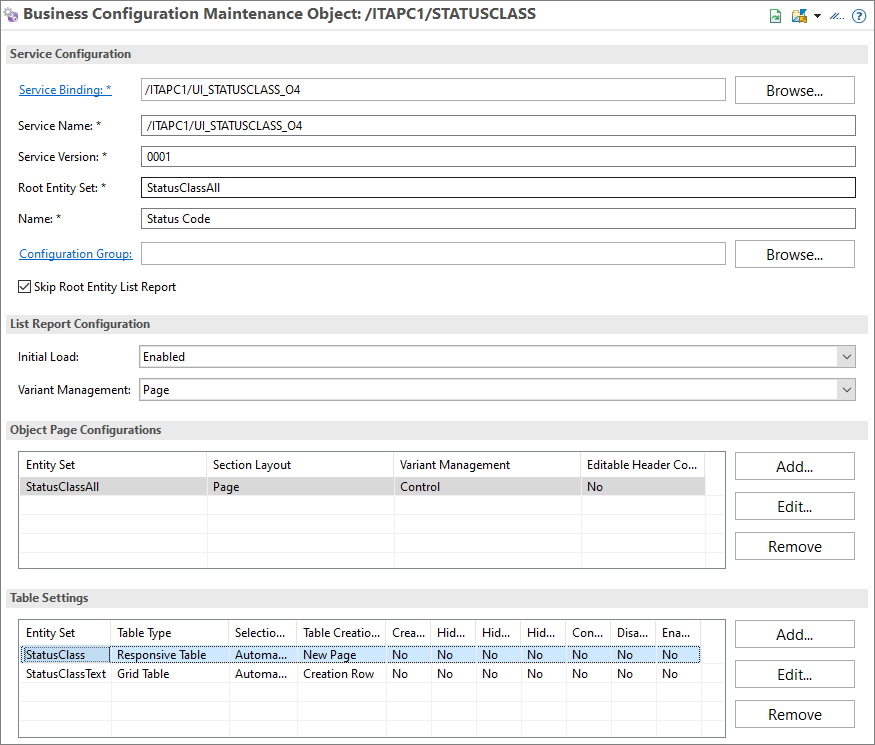 Business Configuration Maintenance Object: /ITAPC1/STATUSCLASS
Service Configuration
Service Binding: * /ITAPC1/UI_STATUSCLASS_O4 Browse...
Service Name: * /ITAPC1/UI_STATUSCLASS_O4
Service Version: * 0001
Root Entity Set: * StatusClassAll
Name: * Status Code
Configuration Group: Browse...
Skip Root Entity List Report
List Report Configuration
Initial Load: Enabled
Variant Management: Page
Object Page Configurations
Entity Set Section Layout Variant Management Editable Header Co... Add...
StatusClassAll Page Control No
Edit...
Remove
Table Settings
Entity Set Table Type Selectio... Table Creatio... Crea... Hid... Hid... Hid... Con... Disa... Ena... Add...
StatusClass Responsive Table Automa... New Page No No No No No No No
StatusClassText Grid Table Automa... Creation Row No No No No No No No Edit...
Remove